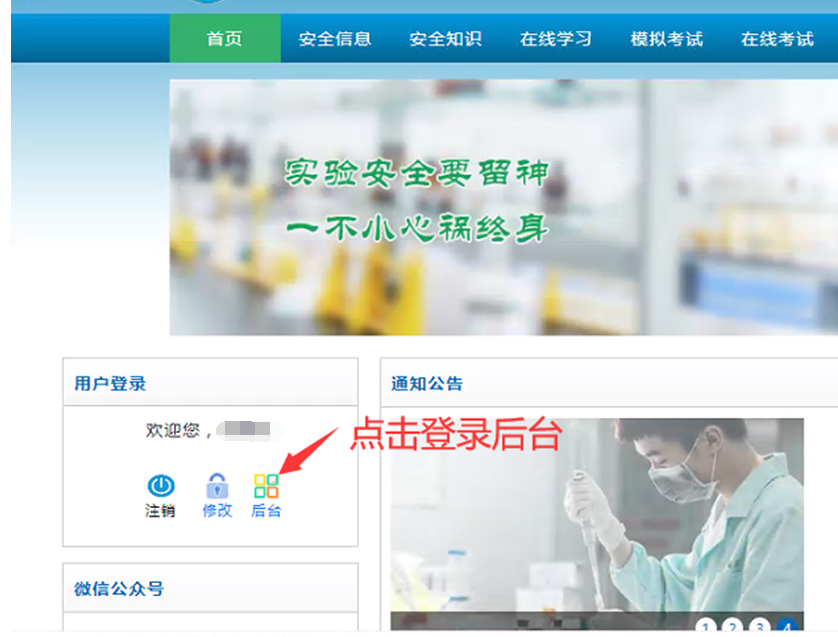 首页 安全信息 安全知识 在线学习 模拟考试 在线考试
实验安全要留神
一不小心祸终身
用户登录
欢迎您，
注销 修改 后台
点击登录后台
微信公众号
通知公告
1 2 3 4